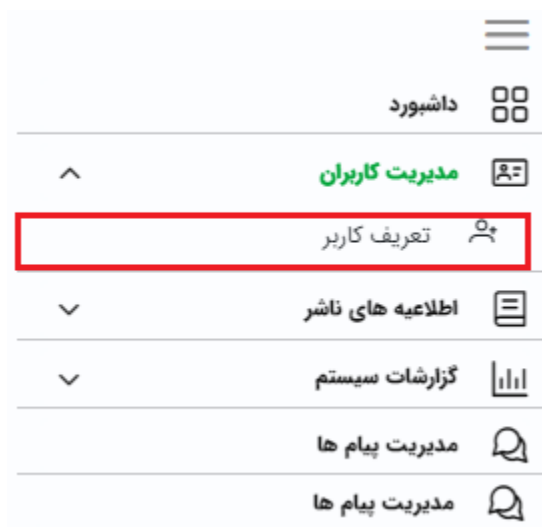 داشبورد
مدیریت کاربران
تعریف کاربر
اطلاعیه های ناشر
گزارشات سیستم
مدیریت پیام ها
مدیریت پیام ها